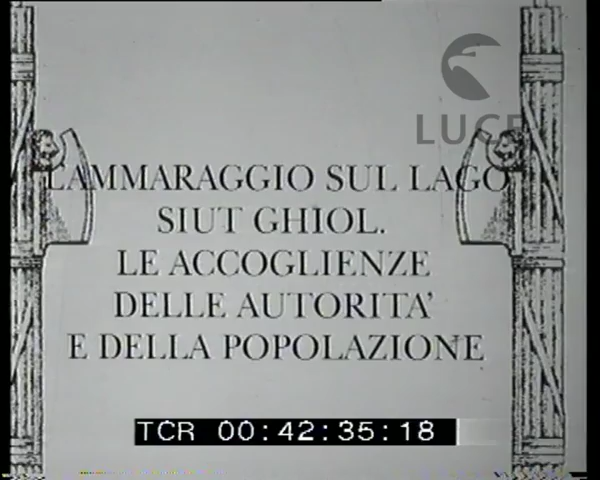 LUCE
L'AMMARAGGIO SUL LAGO
SIUT GHIOL.
LE ACCOGLIENZE
DELLE AUTORITA'
E DELLA POPOLAZIONE
TCR 00:42:35:18